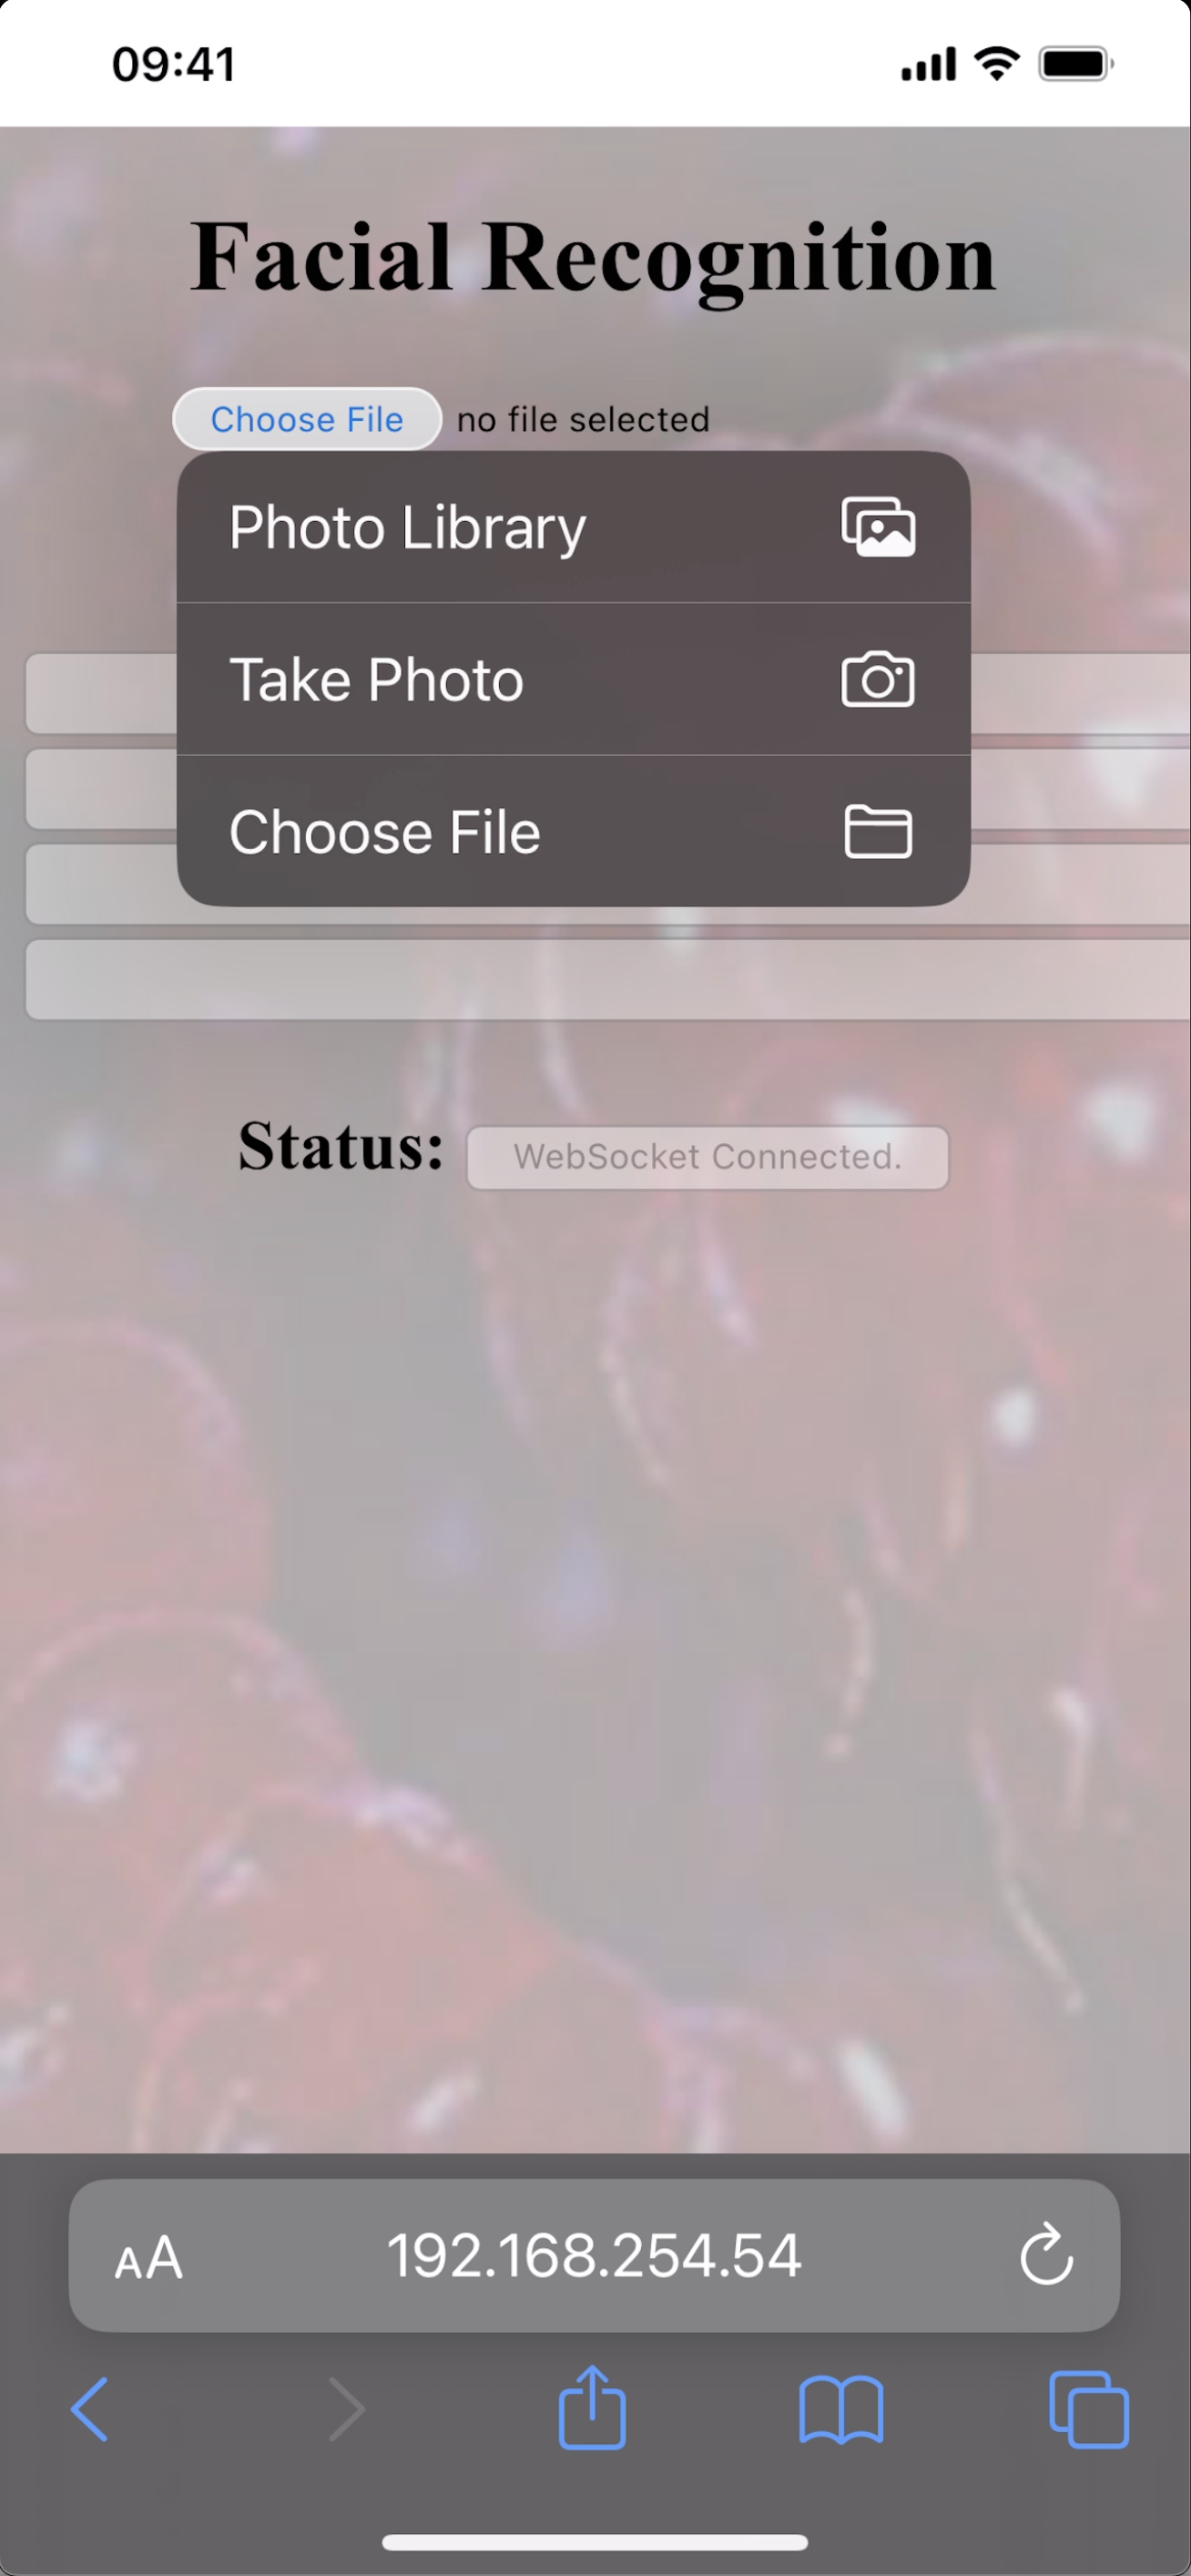 09:41
Facial Recognition
Choose File no file selected
Photo Library
Take Photo
Choose File
Status: WebSocket Connected.
AA 192.168.254.54